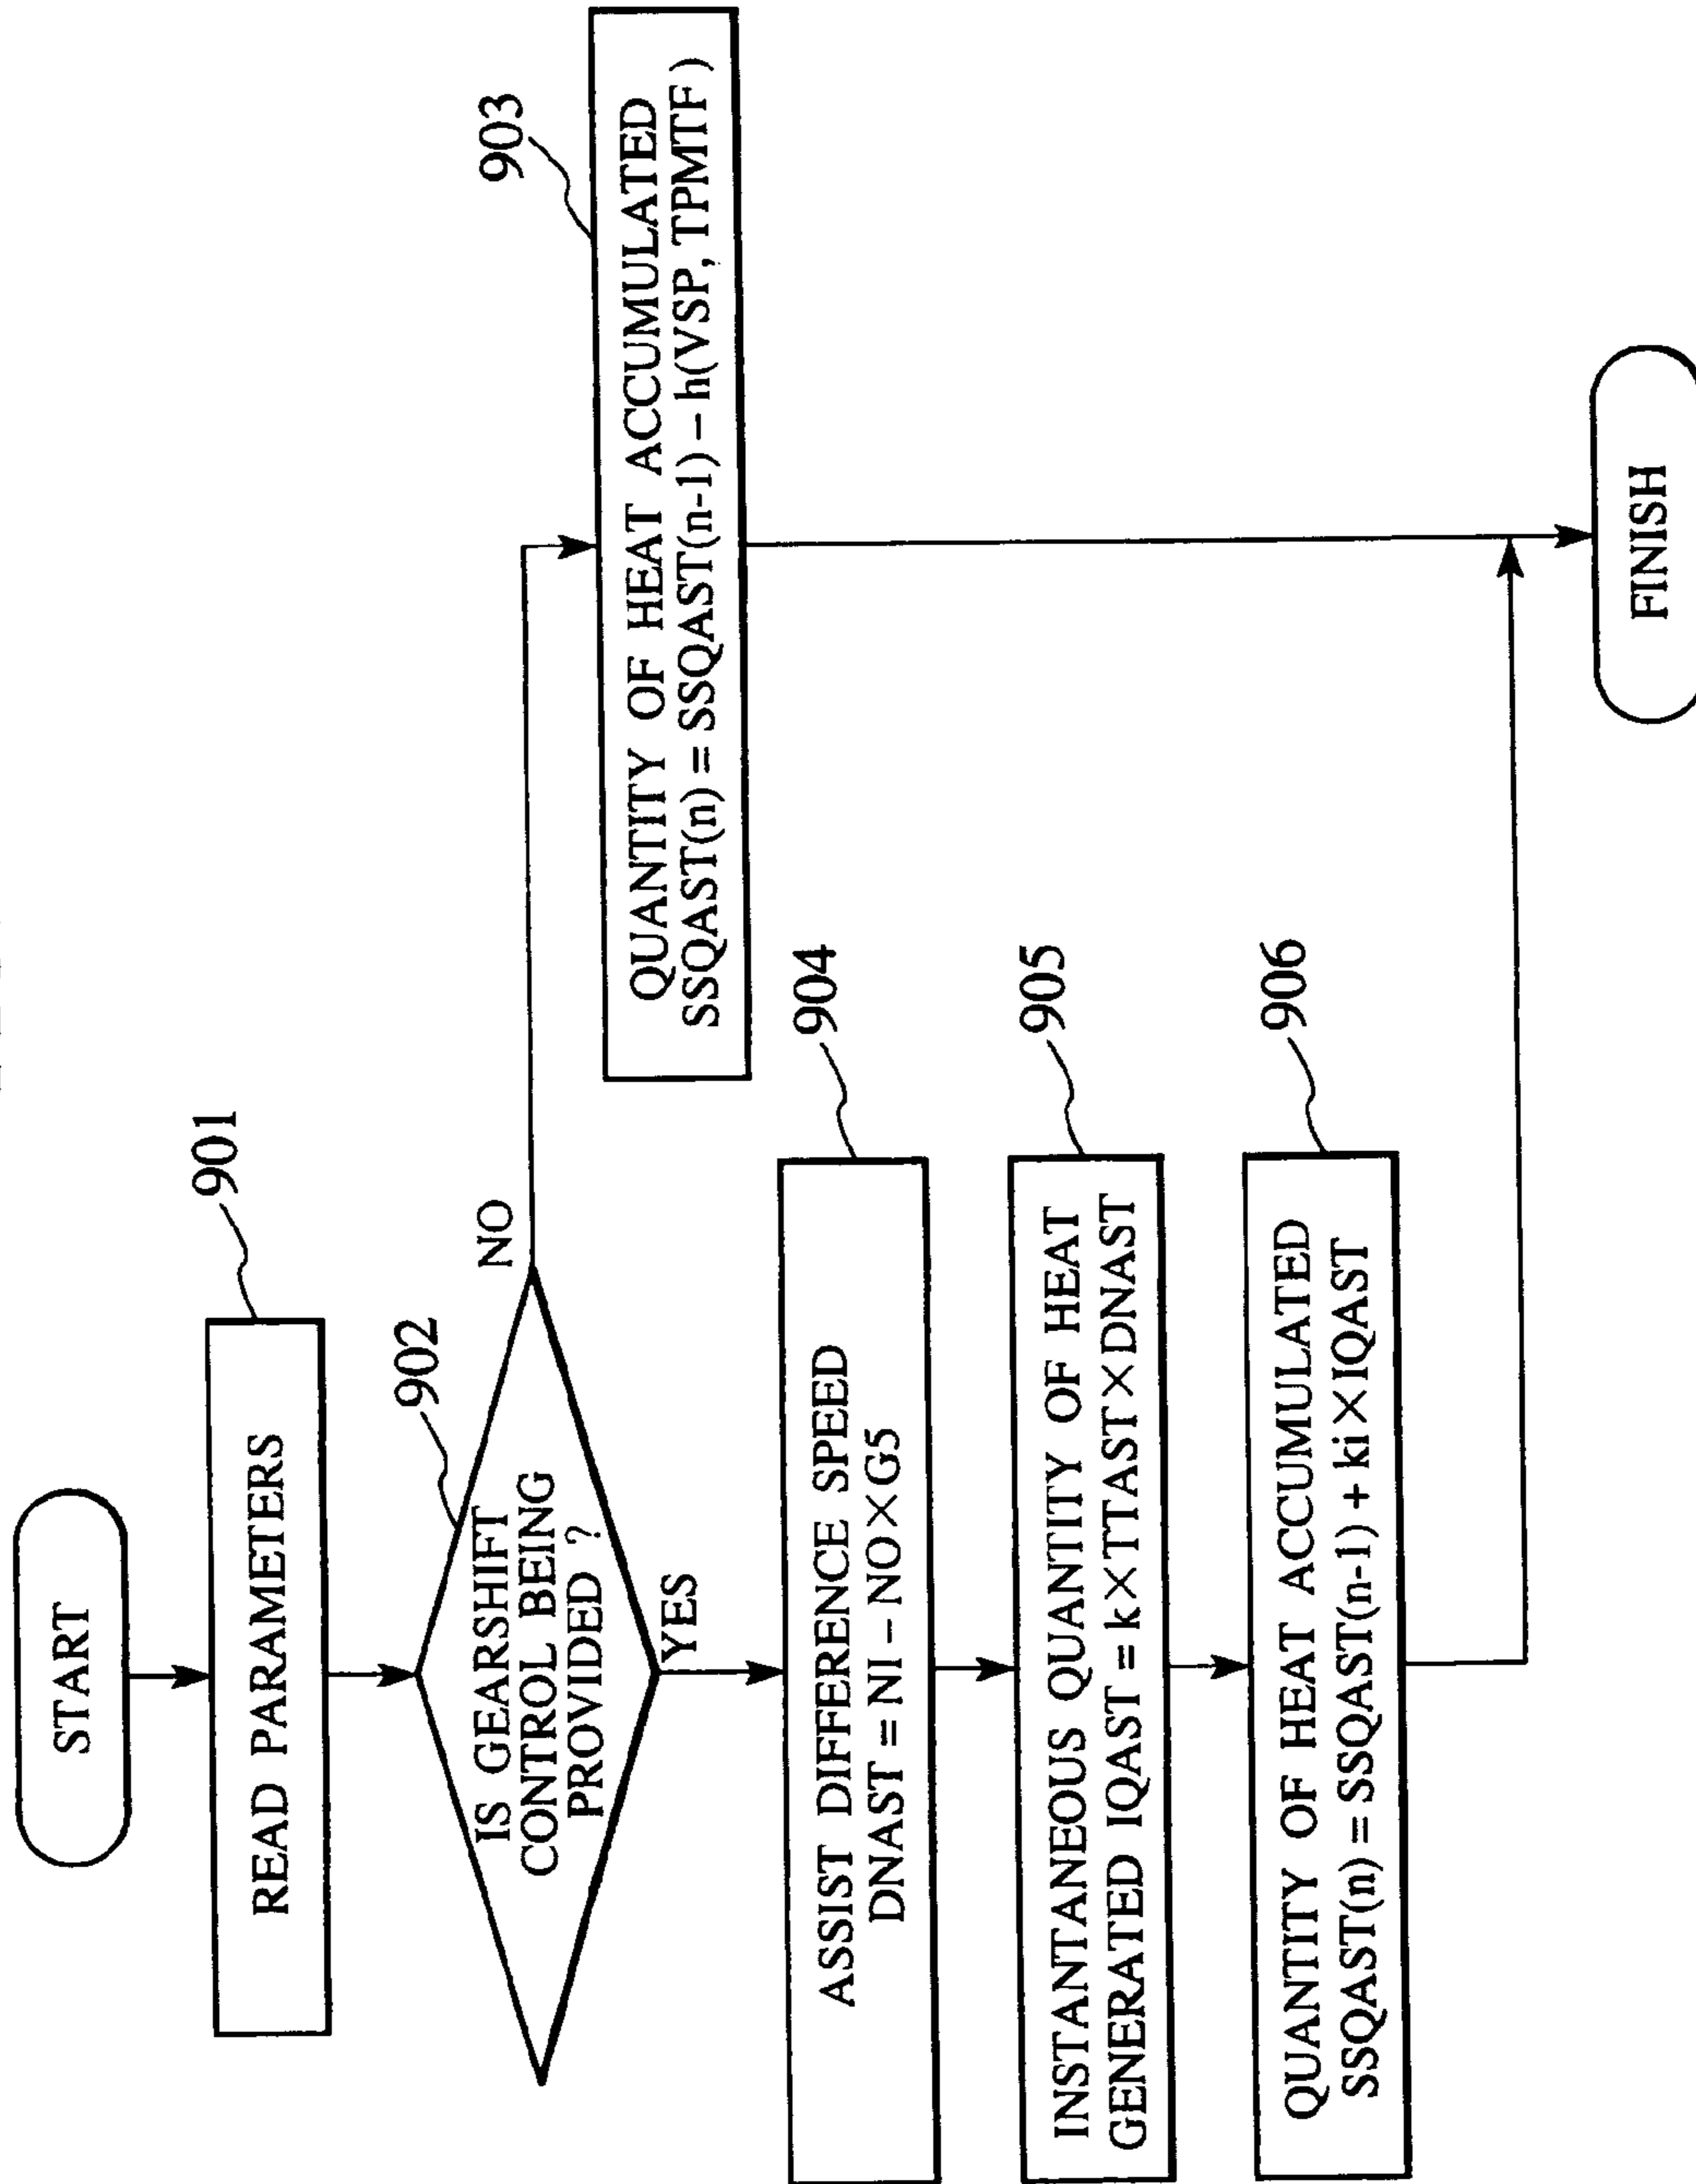 START
901
READ PARAMETERS
902
IS GEARSHIFT
CONTROL BEING
PROVIDED ?
NO
YES
903
QUANTITY OF HEAT ACCUMULATED
SSQAST(n) = SSQAST(n-1) – h(VSP, TPMTF)
904
ASSIST DIFFERENCE SPEED
DNAST = NI – NO×G5
905
INSTANTANEOUS QUANTITY OF HEAT
GENERATED IQAST = k×TTAST×DNAST
906
QUANTITY OF HEAT ACCUMULATED
SSQAST(n) = SSQAST(n-1) + ki×IQAST
FINISH